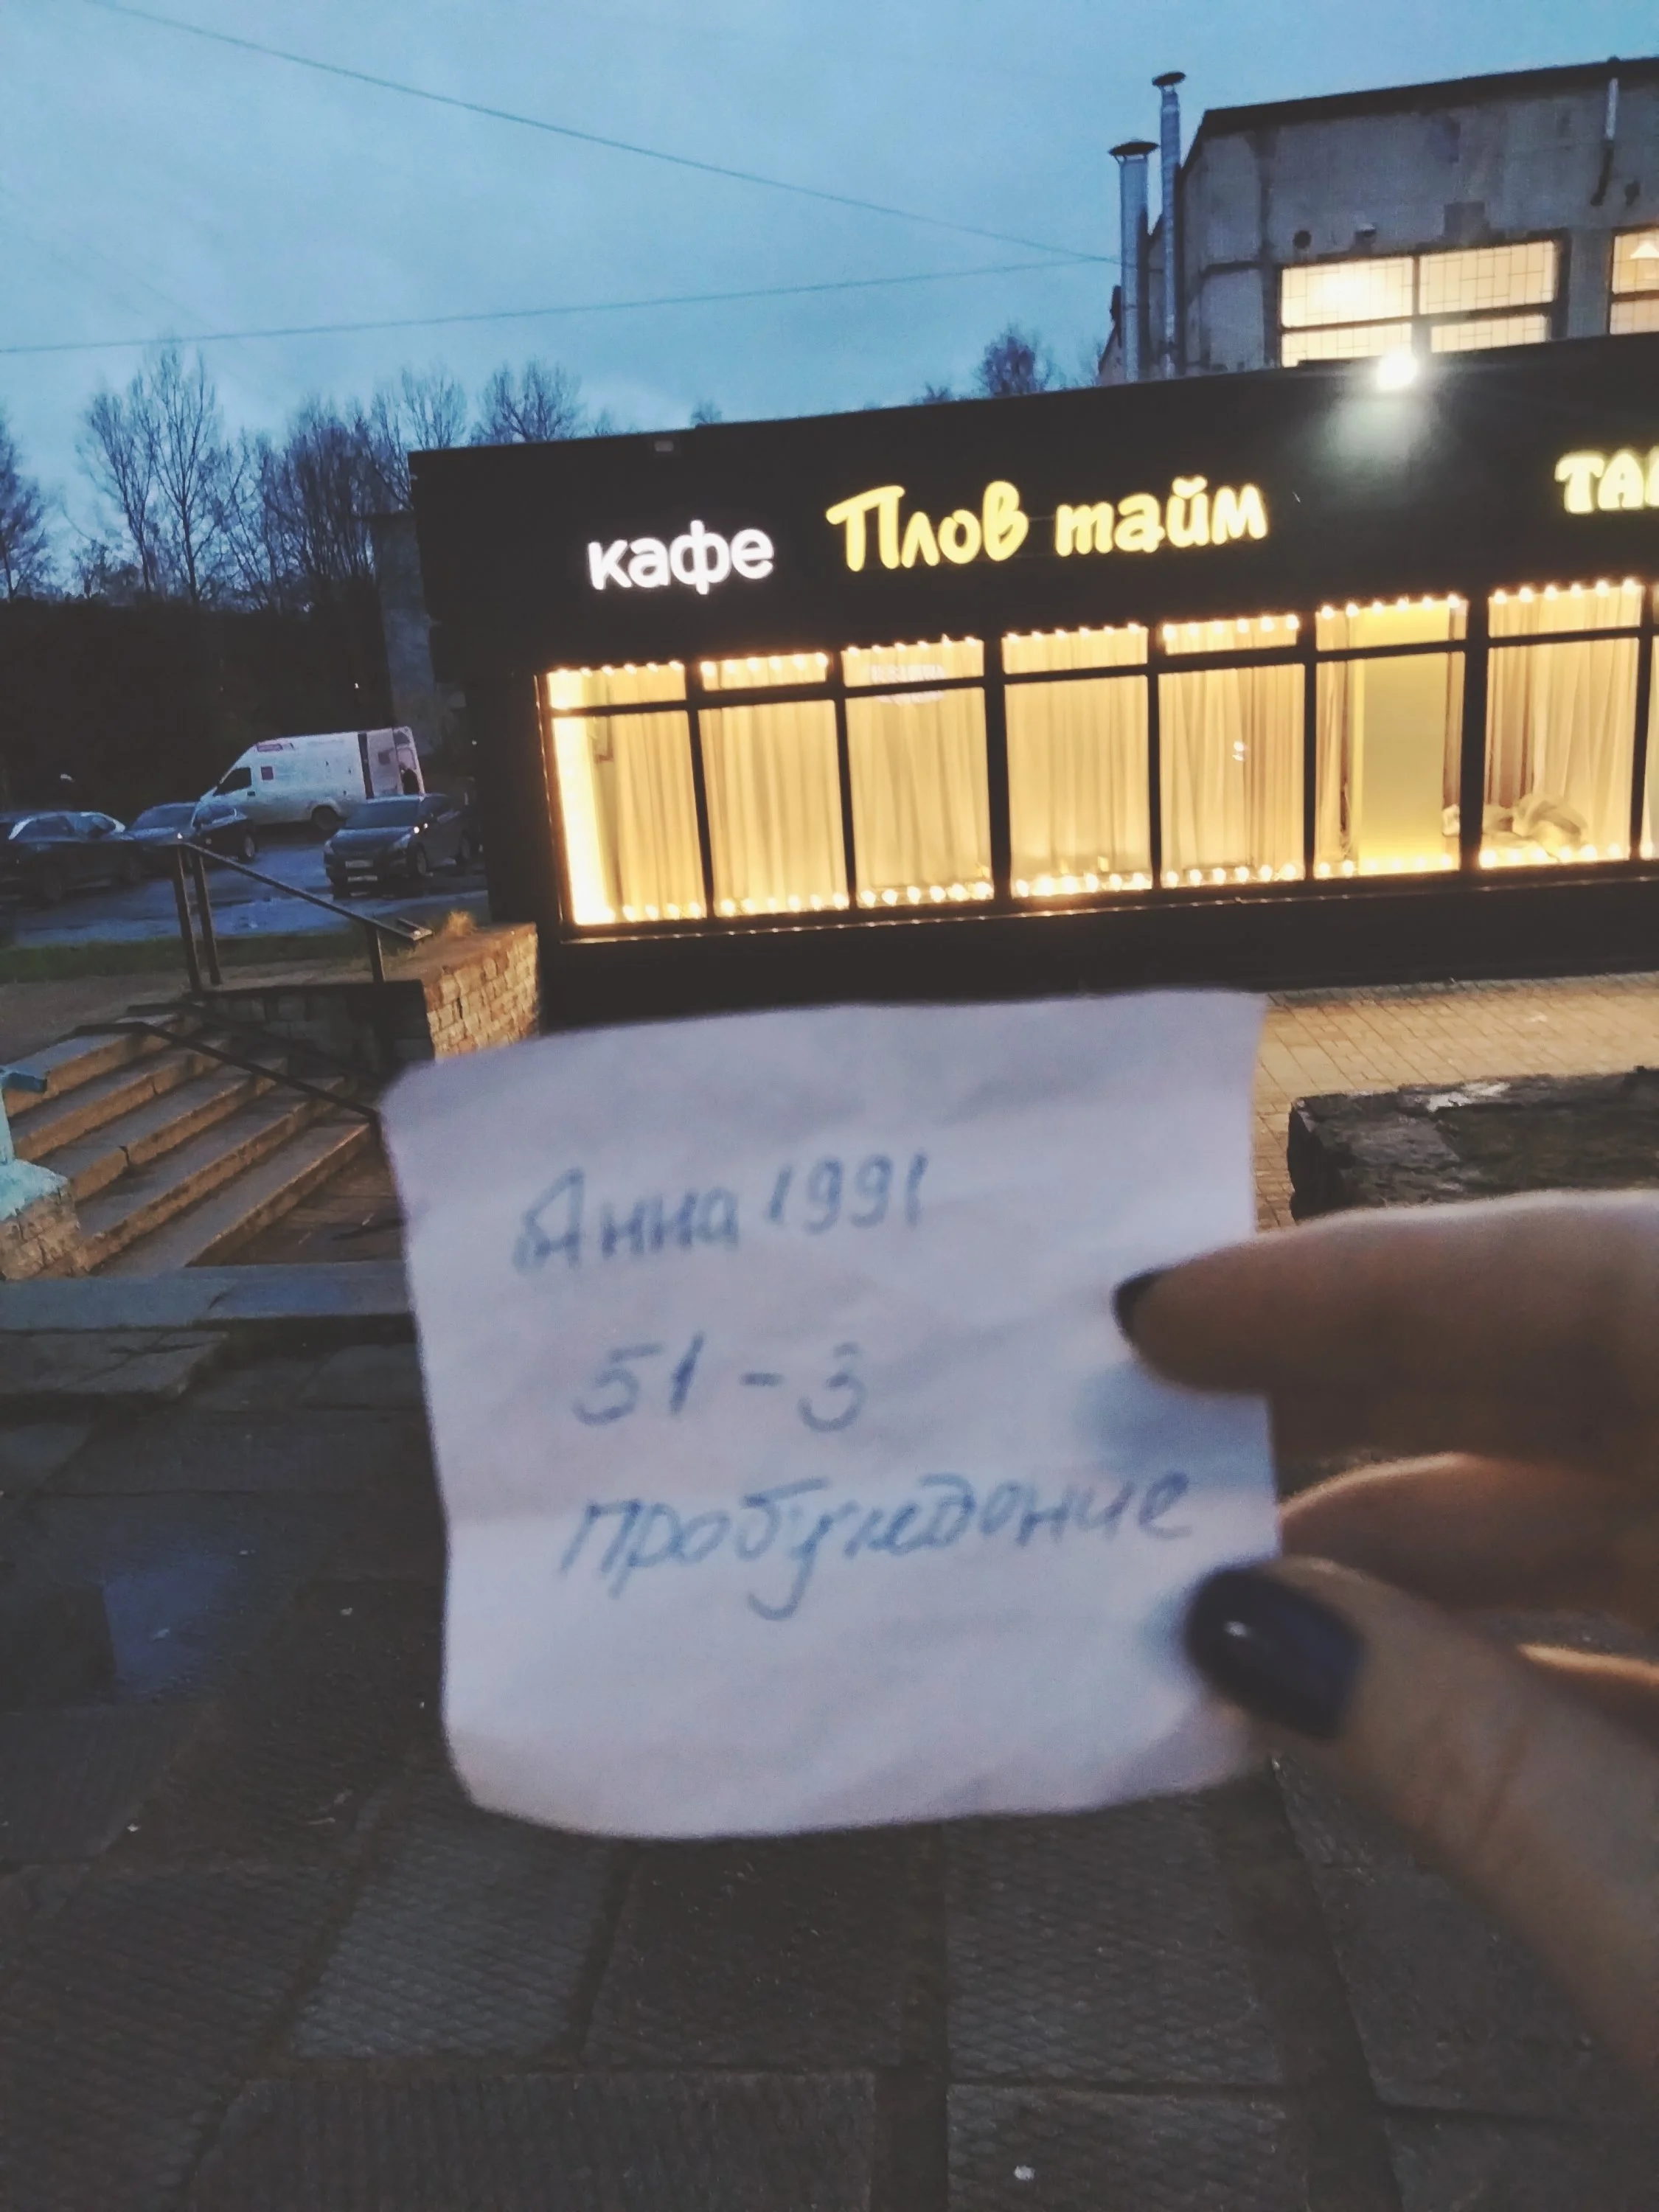 кафе Плов тайм
Анна 1991
51 - 3
Пробуждение